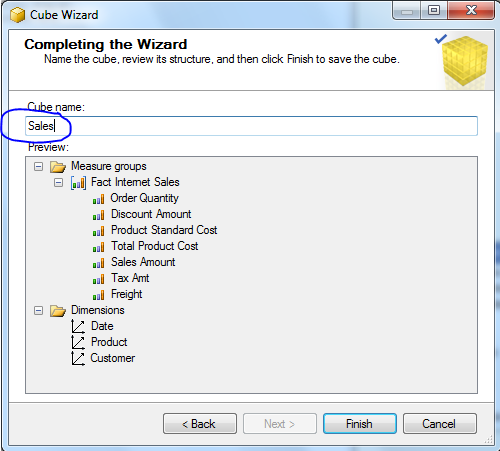 Cube Wizard
Completing the Wizard
Name the cube, review its structure, and then click Finish to save the cube.
Cube name:
Sales
Preview:
Measure groups
Fact Internet Sales
Order Quantity
Discount Amount
Product Standard Cost
Total Product Cost
Sales Amount
Tax Amt
Freight
Dimensions
Date
Product
Customer
< Back Next > Finish Cancel